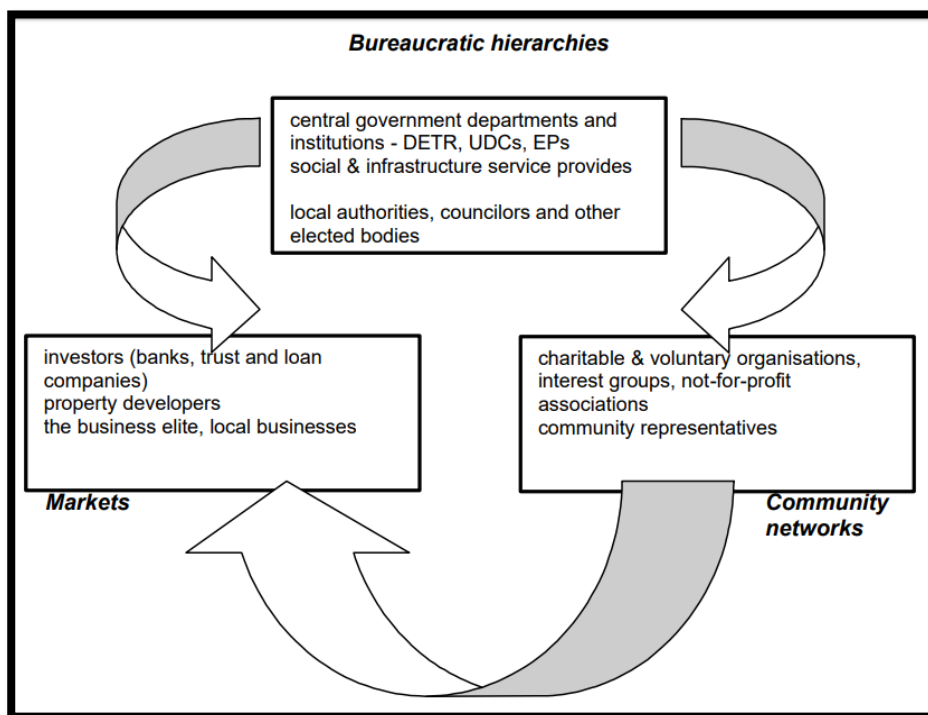 Bureaucratic hierarchies
central government departments and
institutions - DETR, UDCs, EPs
social & infrastructure service provides
local authorities, councilors and other
elected bodies
investors (banks, trust and loan
companies)
property developers
the business elite, local businesses
Markets
charitable & voluntary organisations,
interest groups, not-for-profit
associations
community representatives
Community
networks